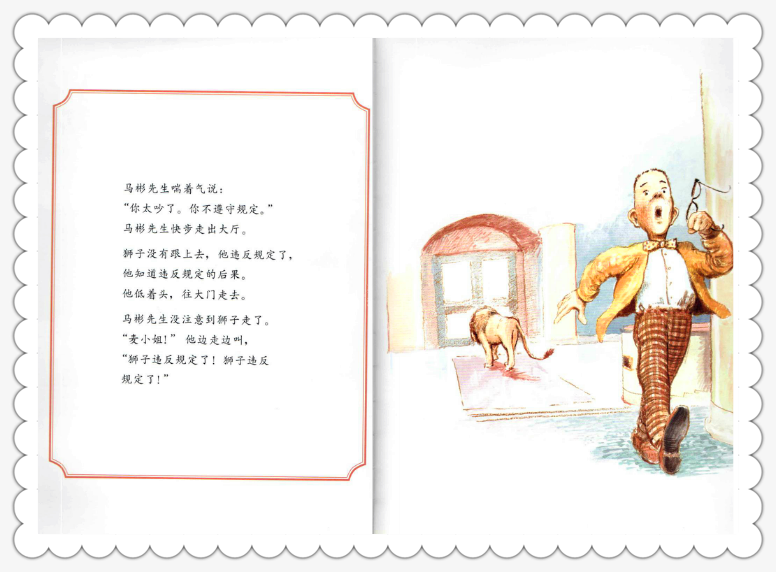 马彬先生喘着气说：
“你太吵了。你不遵守规定。”
马彬先生快步走出大厅。
狮子没有跟上去，他违反规定了，
他知道违反规定的后果。
他低着头，往大门走去。
马彬先生没注意到狮子走了。
“麦小姐！”他边走边叫，
“狮子违反规定了！狮子违反
规定了！”